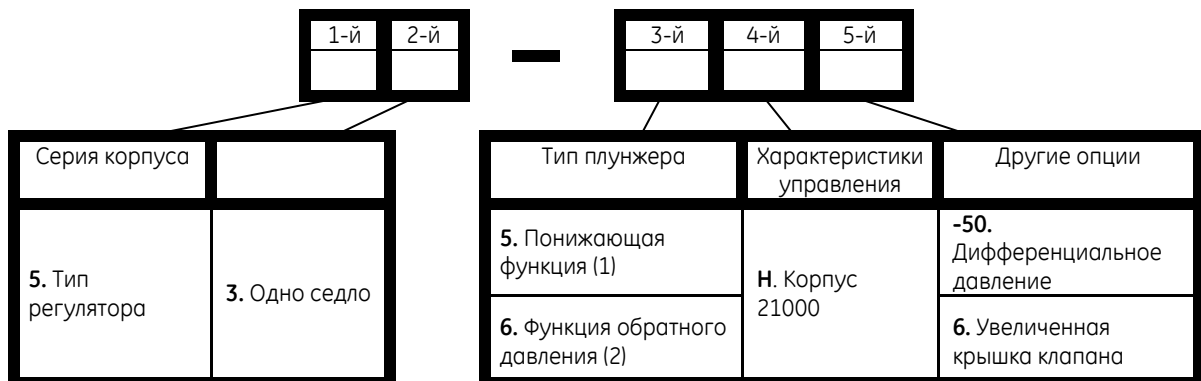 1-й 2-й 3-й 4-й 5-й
Серия корпуса
5. Тип
регулятора
3. Одно седло
Тип плунжера
Характеристики
управления
Другие опции
5. Понижающая
функция (1)
6. Функция обратного
давления (2)
H. Корпус
21000
-50.
Дифференциальное
давление
6. Увеличенная
крышка клапана